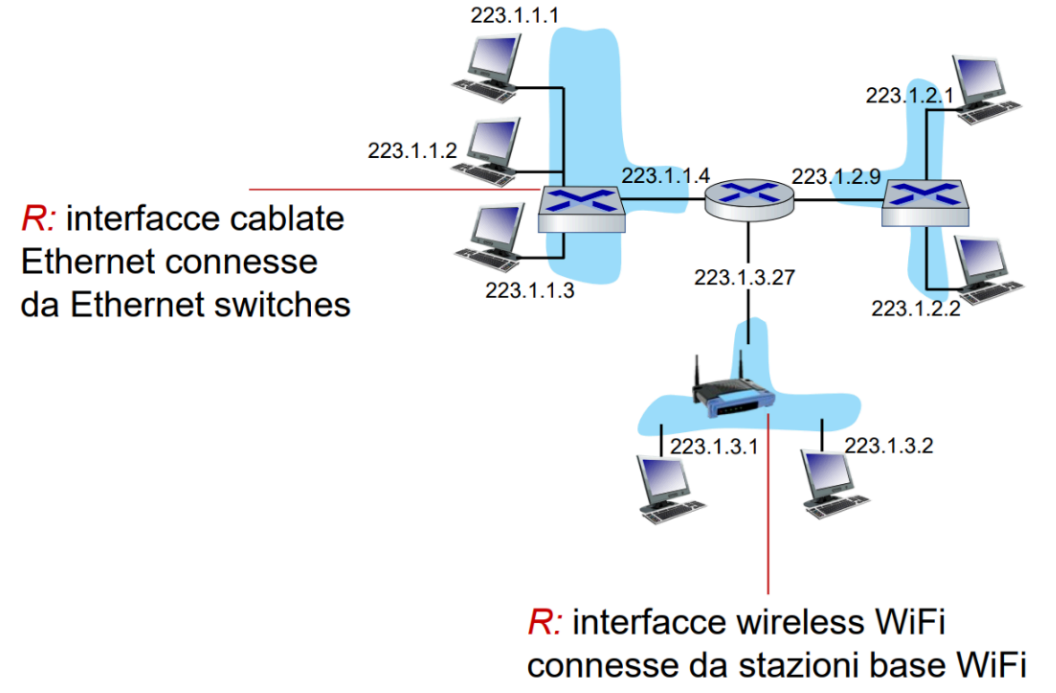 223.1.1.1
223.1.2.1
223.1.1.2
223.1.1.4
223.1.2.9
R: interfacce cablate
Ethernet connesse
da Ethernet switches
223.1.1.3
223.1.3.27
223.1.2.2
223.1.3.1
223.1.3.2
R: interfacce wireless WiFi
connesse da stazioni base WiFi